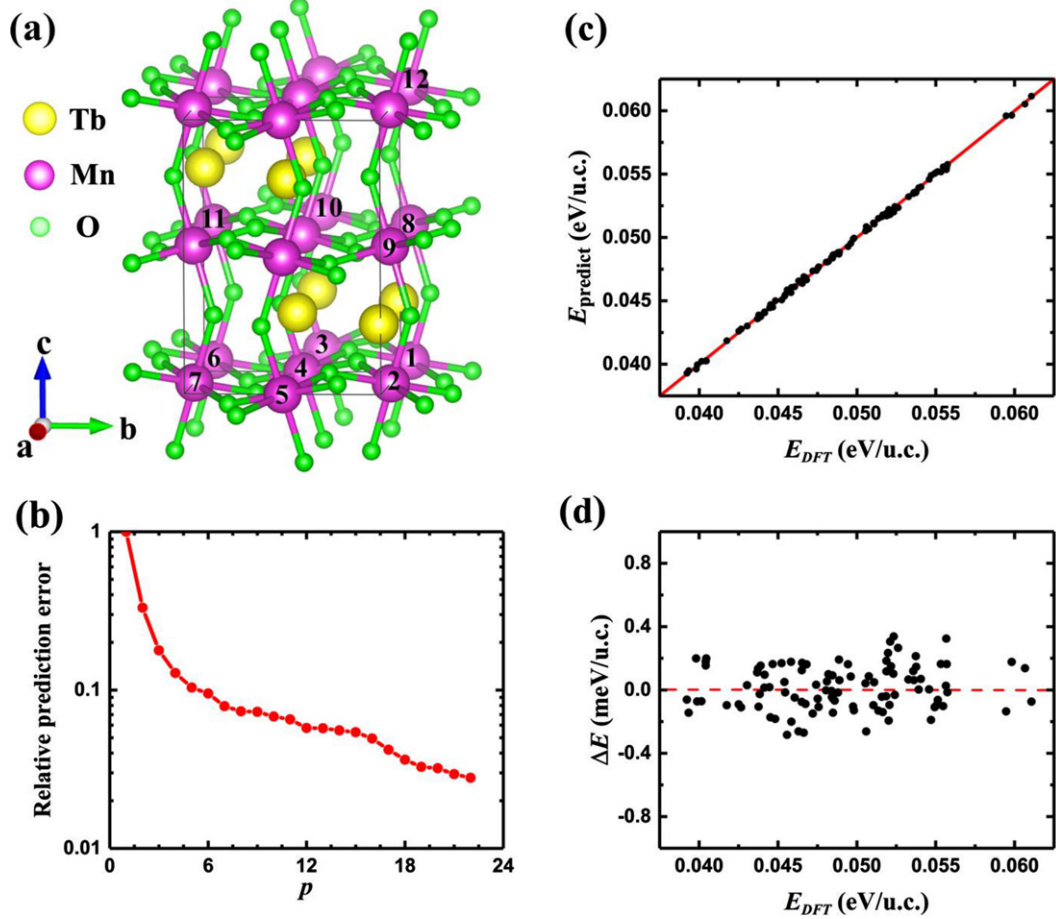 (a)
Tb
Mn
O
12
11
10
8
9
6
3
1
7
4
2
5
c
b
a
(b)
Relative prediction error
1
0.1
0.01
0
6
12
18
24
p
(c)
E_predict (eV/u.c.)
0.060
0.055
0.050
0.045
0.040
0.040 0.045 0.050 0.055 0.060
E_DFT (eV/u.c.)
(d)
ΔE (meV/u.c.)
0.8
0.4
0.0
-0.4
-0.8
0.040 0.045 0.050 0.055 0.060
E_DFT (eV/u.c.)